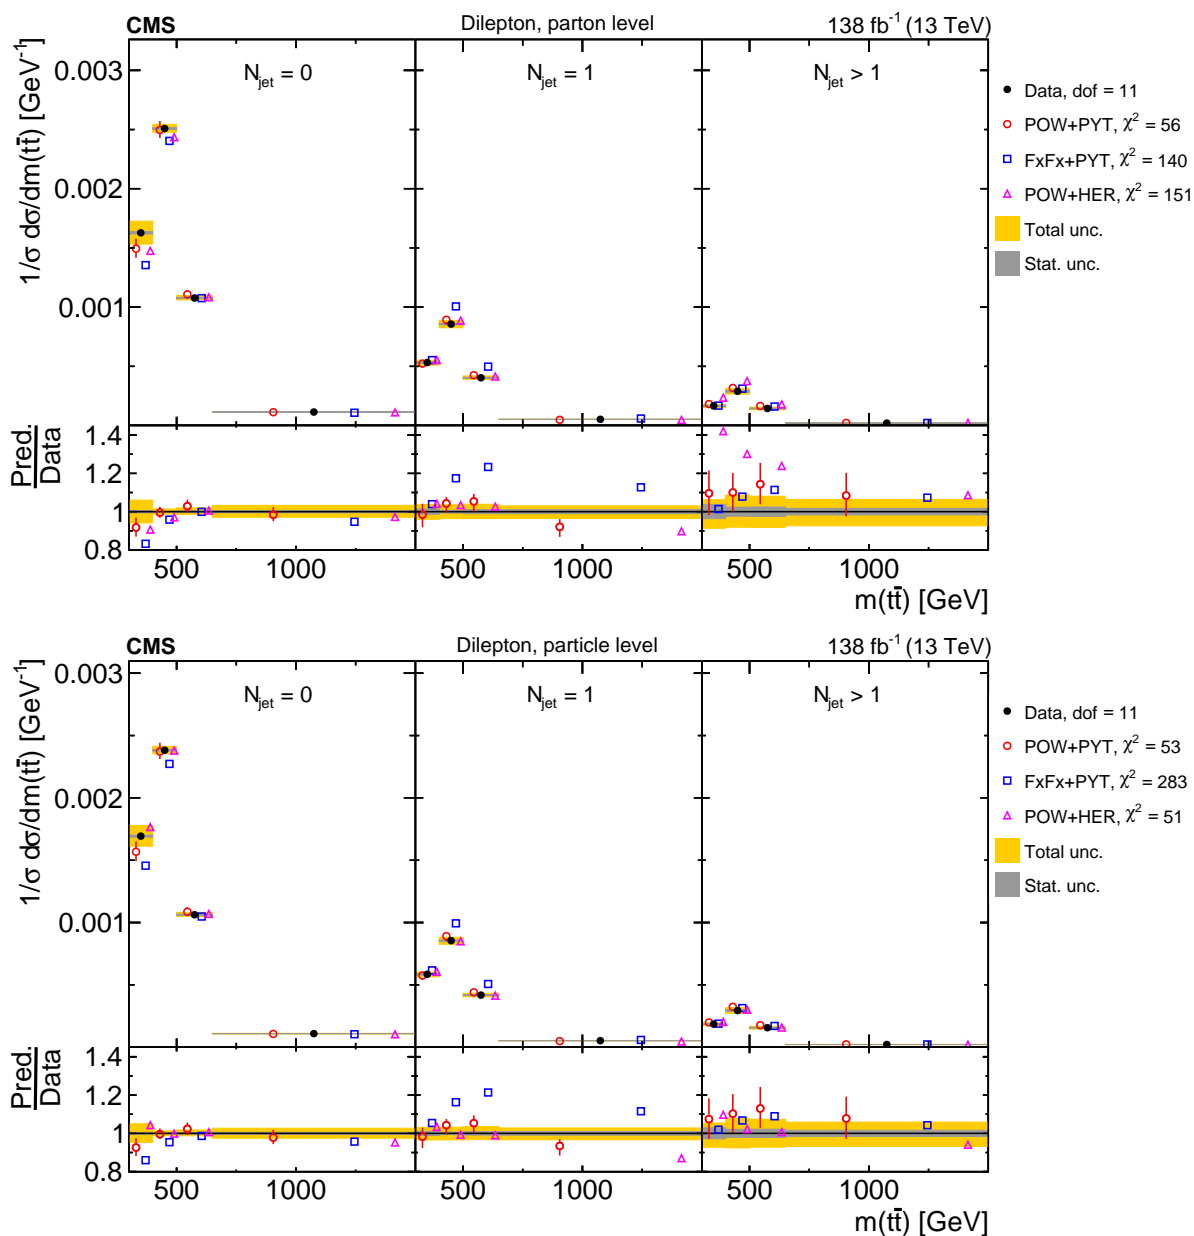 CMS Dilepton, parton level 138 fb⁻¹ (13 TeV)
1/σ dσ/dm(tt̄) [GeV⁻¹]
0.003
0.002
0.001
N_jet = 0
N_jet = 1
N_jet > 1
Data, dof = 11
POW+PYT, χ² = 56
FxFx+PYT, χ² = 140
POW+HER, χ² = 151
Total unc.
Stat. unc.
Pred.
Data
1.4
1.2
1
0.8
500 1000 500 1000 500 1000
m(tt̄) [GeV]
CMS Dilepton, particle level 138 fb⁻¹ (13 TeV)
1/σ dσ/dm(tt̄) [GeV⁻¹]
0.003
0.002
0.001
N_jet = 0
N_jet = 1
N_jet > 1
Data, dof = 11
POW+PYT, χ² = 53
FxFx+PYT, χ² = 283
POW+HER, χ² = 51
Total unc.
Stat. unc.
Pred.
Data
1.4
1.2
1
0.8
500 1000 500 1000 500 1000
m(tt̄) [GeV]